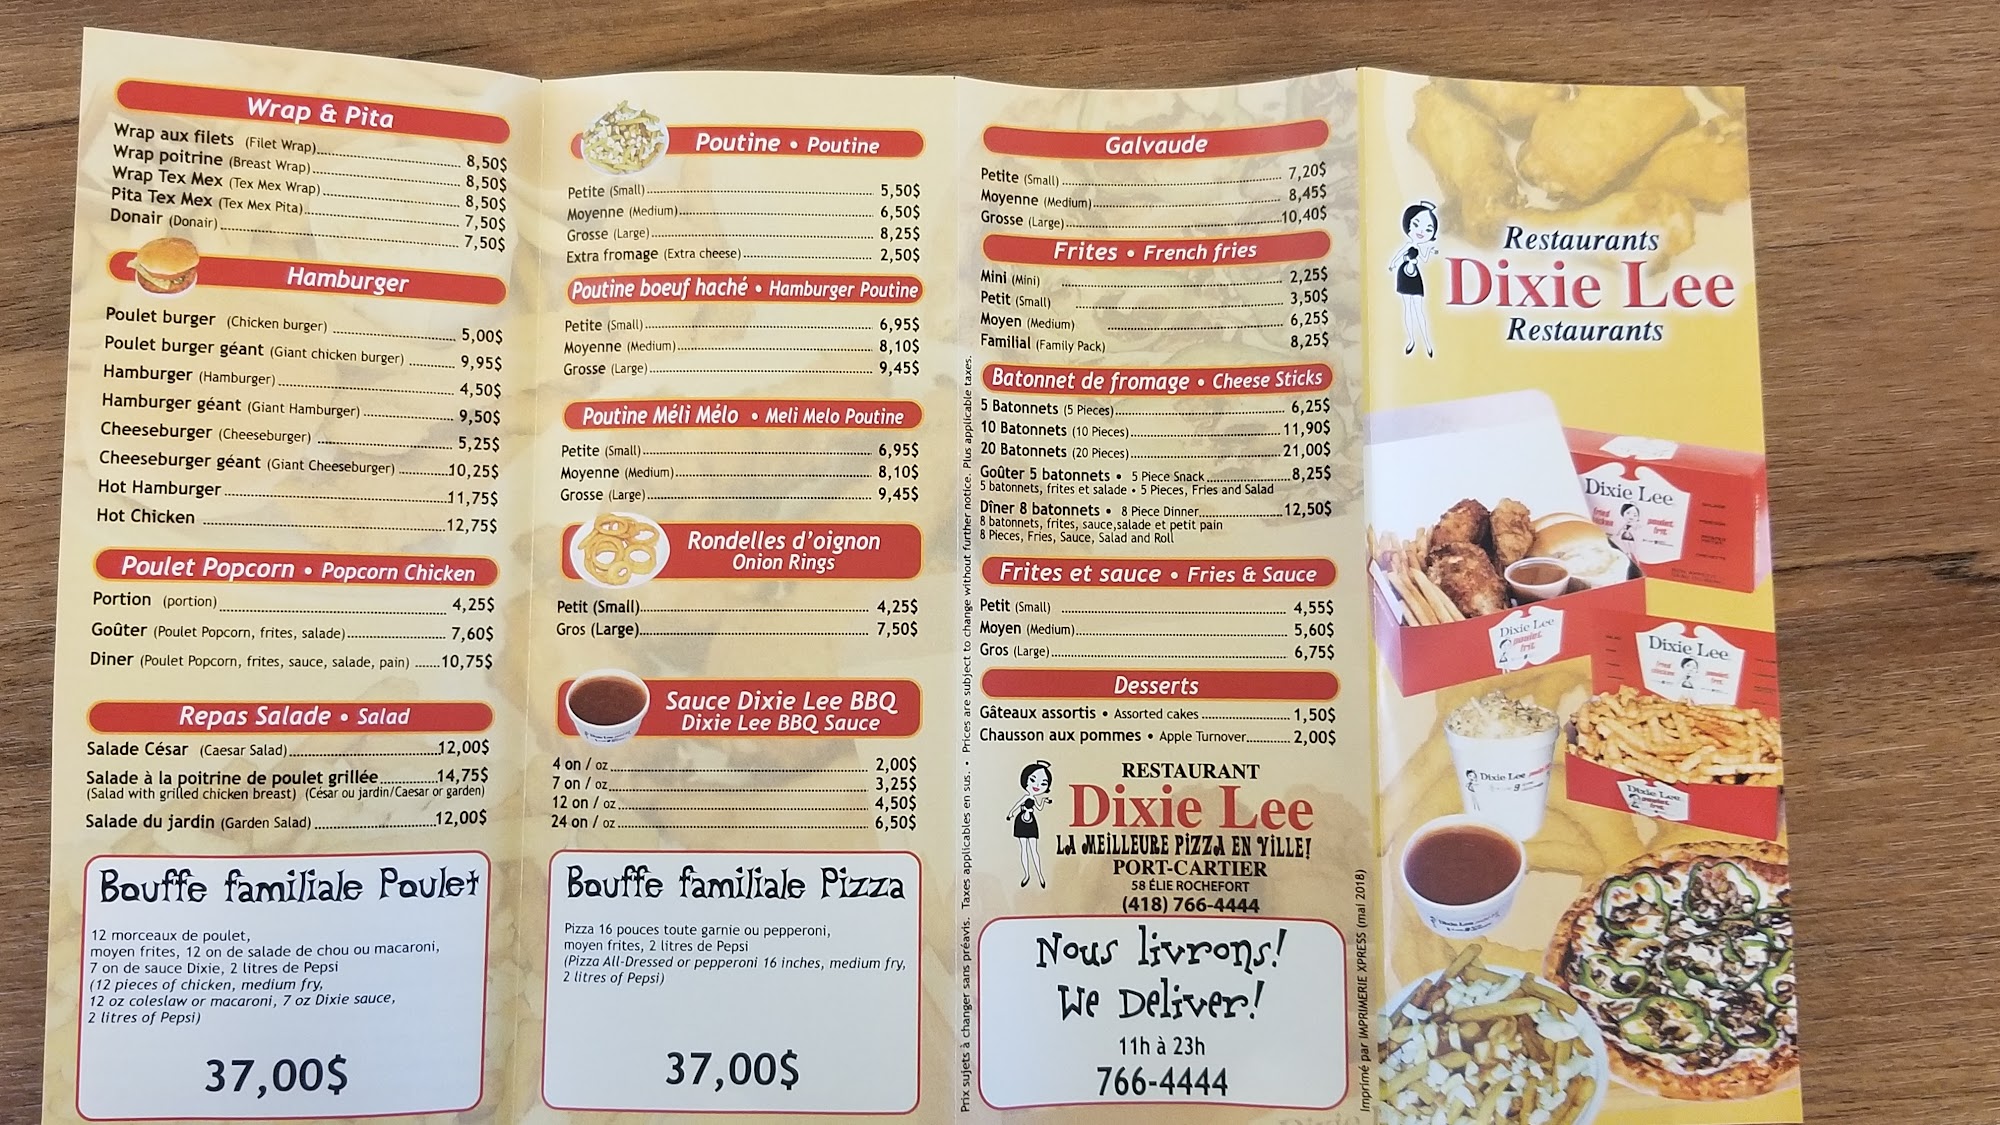 Wrap & Pita
Wrap aux filets (Filet Wrap) 8,50$
Wrap poitrine (Breast Wrap) 8,50$
Wrap Tex Mex (Tex Mex Wrap) 8,50$
Pita Tex Mex (Tex Mex Pita) 7,50$
Donair (Donair) 7,50$
Hamburger
Poulet burger (Chicken burger) 5,00$
Poulet burger géant (Giant chicken burger) 9,95$
Hamburger (Hamburger) 4,50$
Hamburger géant (Giant Hamburger) 9,50$
Cheeseburger (Cheeseburger) 5,25$
Cheeseburger géant (Giant Cheeseburger) 10,25$
Hot Hamburger 11,75$
Hot Chicken 12,75$
Poulet Popcorn • Popcorn Chicken
Portion (portion) 4,25$
Goûter (Poulet Popcorn, frites, salade) 7,60$
Diner (Poulet Popcorn, frites, sauce, salade, pain) 10,75$
Repas Salade • Salad
Salade César (Caesar Salad) 12,00$
Salade à la poitrine de poulet grillée 14,75$
(Salad with grilled chicken breast) (César ou jardin/Caesar or garden)
Salade du jardin (Garden Salad) 12,00$
Bouffe familiale Poulet
12 morceaux de poulet,
moyen frites, 12 on de salade de chou ou macaroni,
7 on de sauce Dixie, 2 litres de Pepsi
(12 pieces of chicken, medium fry,
12 oz coleslaw or macaroni, 7 oz Dixie sauce,
2 litres of Pepsi)
37,00$
Poutine • Poutine
Petite (Small) 5,50$
Moyenne (Medium) 6,50$
Grosse (Large) 8,25$
Extra fromage (Extra cheese) 2,50$
Poutine boeuf haché • Hamburger Poutine
Petite (Small) 6,95$
Moyenne (Medium) 8,10$
Grosse (Large) 9,45$
Poutine Méli Mélo • Meli Melo Poutine
Petite (Small) 6,95$
Moyenne (Medium) 8,10$
Grosse (Large) 9,45$
Rondelles d'oignon
Onion Rings
Petit (Small) 4,25$
Gros (Large) 7,50$
Sauce Dixie Lee BBQ
Dixie Lee BBQ Sauce
4 on / oz 2,00$
7 on / oz 3,25$
12 on / oz 4,50$
24 on / oz 6,50$
Bouffe familiale Pizza
Pizza 16 pouces toute garnie ou pepperoni,
moyen frites, 2 litres de Pepsi
(Pizza All-Dressed or pepperoni 16 inches, medium fry,
2 litres of Pepsi)
37,00$
Prix sujets à changer sans préavis. Taxes applicables en sus. • Prices are subject to change without further notice. Plus applicable taxes.
Galvaude
Petite (Small) 7,20$
Moyenne (Medium) 8,45$
Grosse (Large) 10,40$
Frites • French fries
Mini (Mini) 2,25$
Petit (Small) 3,50$
Moyen (Medium) 6,25$
Familial (Family Pack) 8,25$
Batonnet de fromage • Cheese Sticks
5 Batonnets (5 Pieces) 6,25$
10 Batonnets (10 Pieces) 11,90$
20 Batonnets (20 Pieces) 21,00$
Goûter 5 batonnets • 5 Piece Snack 8,25$
5 batonnets, frites et salade • 5 Pieces, Fries and Salad
Dîner 8 batonnets • 8 Piece Dinner 12,50$
8 batonnets, frites, sauce,salade et petit pain
8 Pieces, Fries, Sauce, Salad and Roll
Frites et sauce • Fries & Sauce
Petit (Small) 4,55$
Moyen (Medium) 5,60$
Gros (Large) 6,75$
Desserts
Gâteaux assortis • Assorted cakes 1,50$
Chausson aux pommes • Apple Turnover 2,00$
RESTAURANT
Dixie Lee
LA MEILLEURE PIZZA EN VILLE!
PORT-CARTIER
58 ÉLIE ROCHEFORT
(418) 766-4444
Nous livrons!
We Deliver!
11h à 23h
766-4444
Imprimé par IMPRIMERIE XPRESS (mai 2018)
Restaurants
Dixie Lee
Restaurants
Dixie Lee
fried chicken poulet frit
Dixie Lee
poulet frit
Dixie Lee
fried chicken poulet frit
Dixie Lee
Dixie Lee